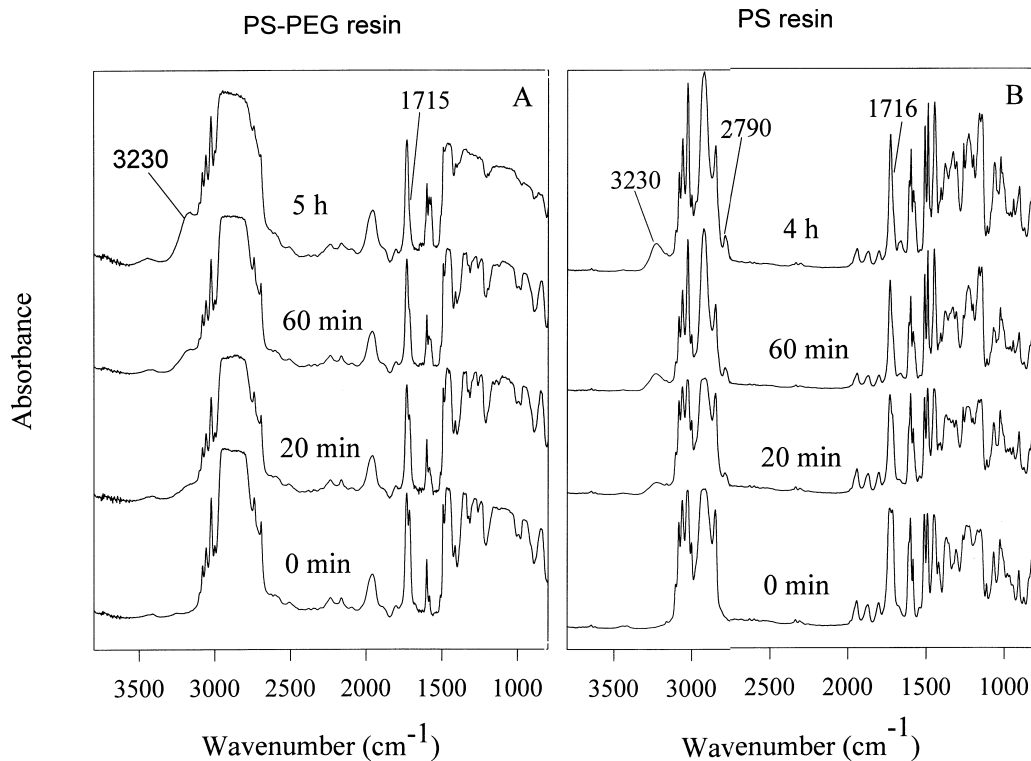 PS-PEG resin
PS resin
A
1715
3230
5 h
60 min
20 min
0 min
B
1716
2790
3230
4 h
60 min
20 min
0 min
Absorbance
3500 3000 2500 2000 1500 1000
3500 3000 2500 2000 1500 1000
Wavenumber (cm-1)
Wavenumber (cm-1)